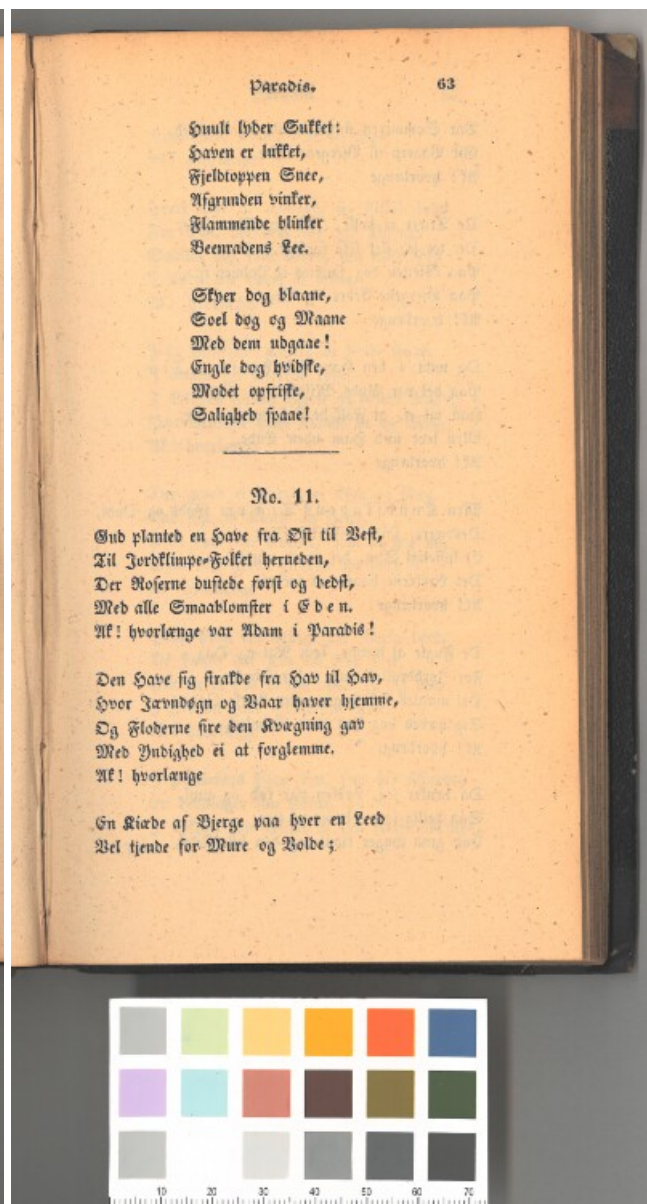 Paradis. 63
Huult lyder Sukket:
Haven er lukket,
Fjeldtoppen Snee,
Afgrunden vinker,
Flammende blinker
Beenradens Lee.
Skyer dog blaane,
Soel dog og Maane
Med dem udgaae!
Engle dog hvidske,
Modet opfriske,
Salighed spaae!
No. 11.
Gud planted en Have fra Øst til Vest,
Til Jordklimpe-Folket herneden,
Der Roserne duftede først og bedst,
Med alle Smaablomster i Eden.
Ak! hvorlænge var Adam i Paradis!
Den Have sig strakde fra Hav til Hav,
Hvor Jævndøgn og Vaar haver hjemme,
Og Floderne fire den Kvægning gav
Med Yndighed ei at forglemme.
Ak! hvorlænge
En Kiæde af Bjerge paa hver en Leed
Vel tjende for Mure og Volde;
10 20 30 40 50 60 70